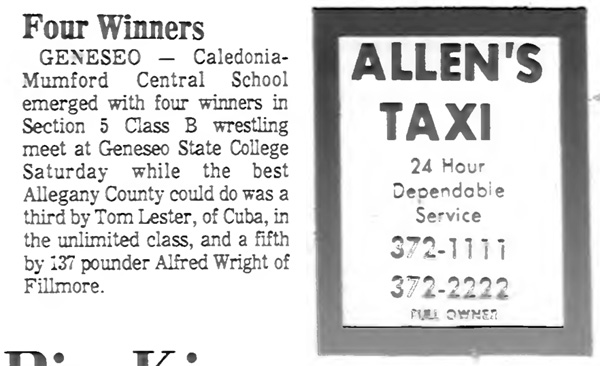 Four Winners
GENESEO — Caledonia-
Mumford Central School
emerged with four winners in
Section 5 Class B wrestling
meet at Geneseo State College
Saturday while the best
Allegany County could do was a
third by Tom Lester, of Cuba, in
the unlimited class, and a fifth
by 137 pounder Alfred Wright of
Fillmore.
ALLEN'S
TAXI
24 Hour
Dependable
Service
372-1111
372-2222
OWNER